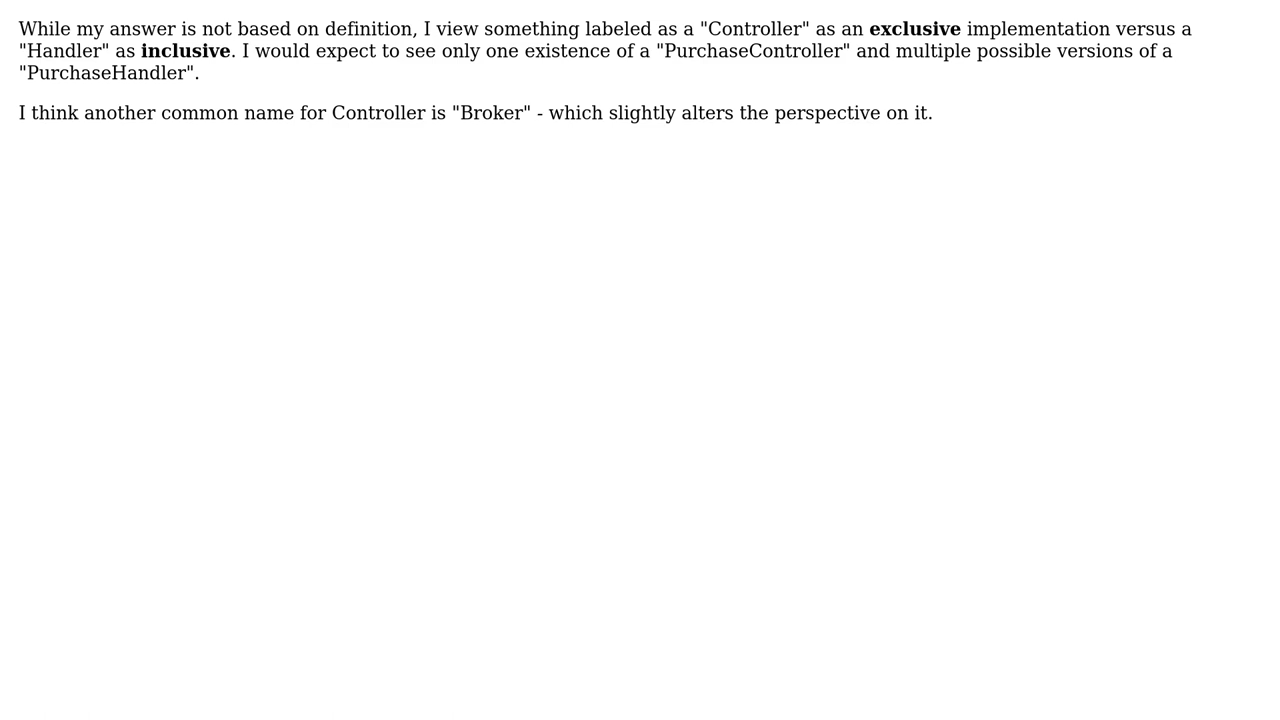 While my answer is not based on definition, I view something labeled as a "Controller" as an exclusive implementation versus a
"Handler" as inclusive. I would expect to see only one existence of a "PurchaseController" and multiple possible versions of a
"PurchaseHandler".
I think another common name for Controller is "Broker" - which slightly alters the perspective on it.